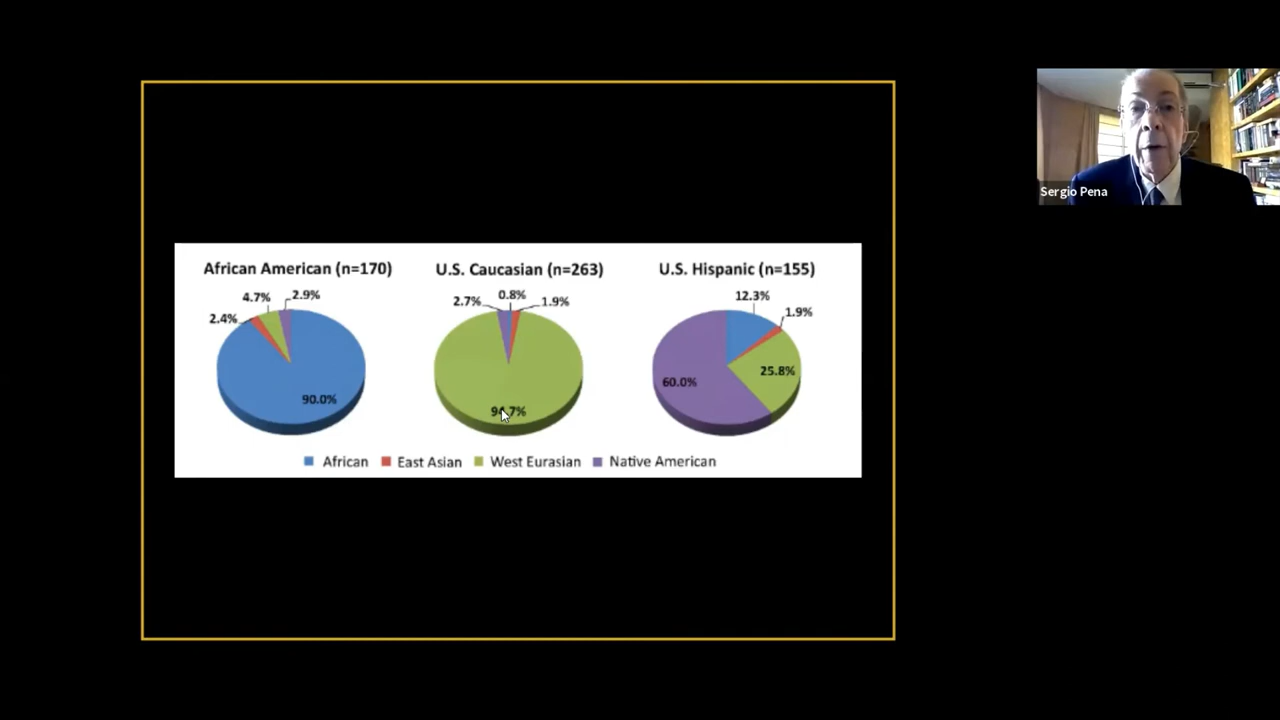 African American (n=170)
U.S. Caucasian (n=263)
U.S. Hispanic (n=155)
2.4%
4.7%
2.9%
90.0%
2.7%
0.8%
1.9%
94.7%
12.3%
1.9%
25.8%
60.0%
African East Asian West Eurasian Native American
Sergio Pena